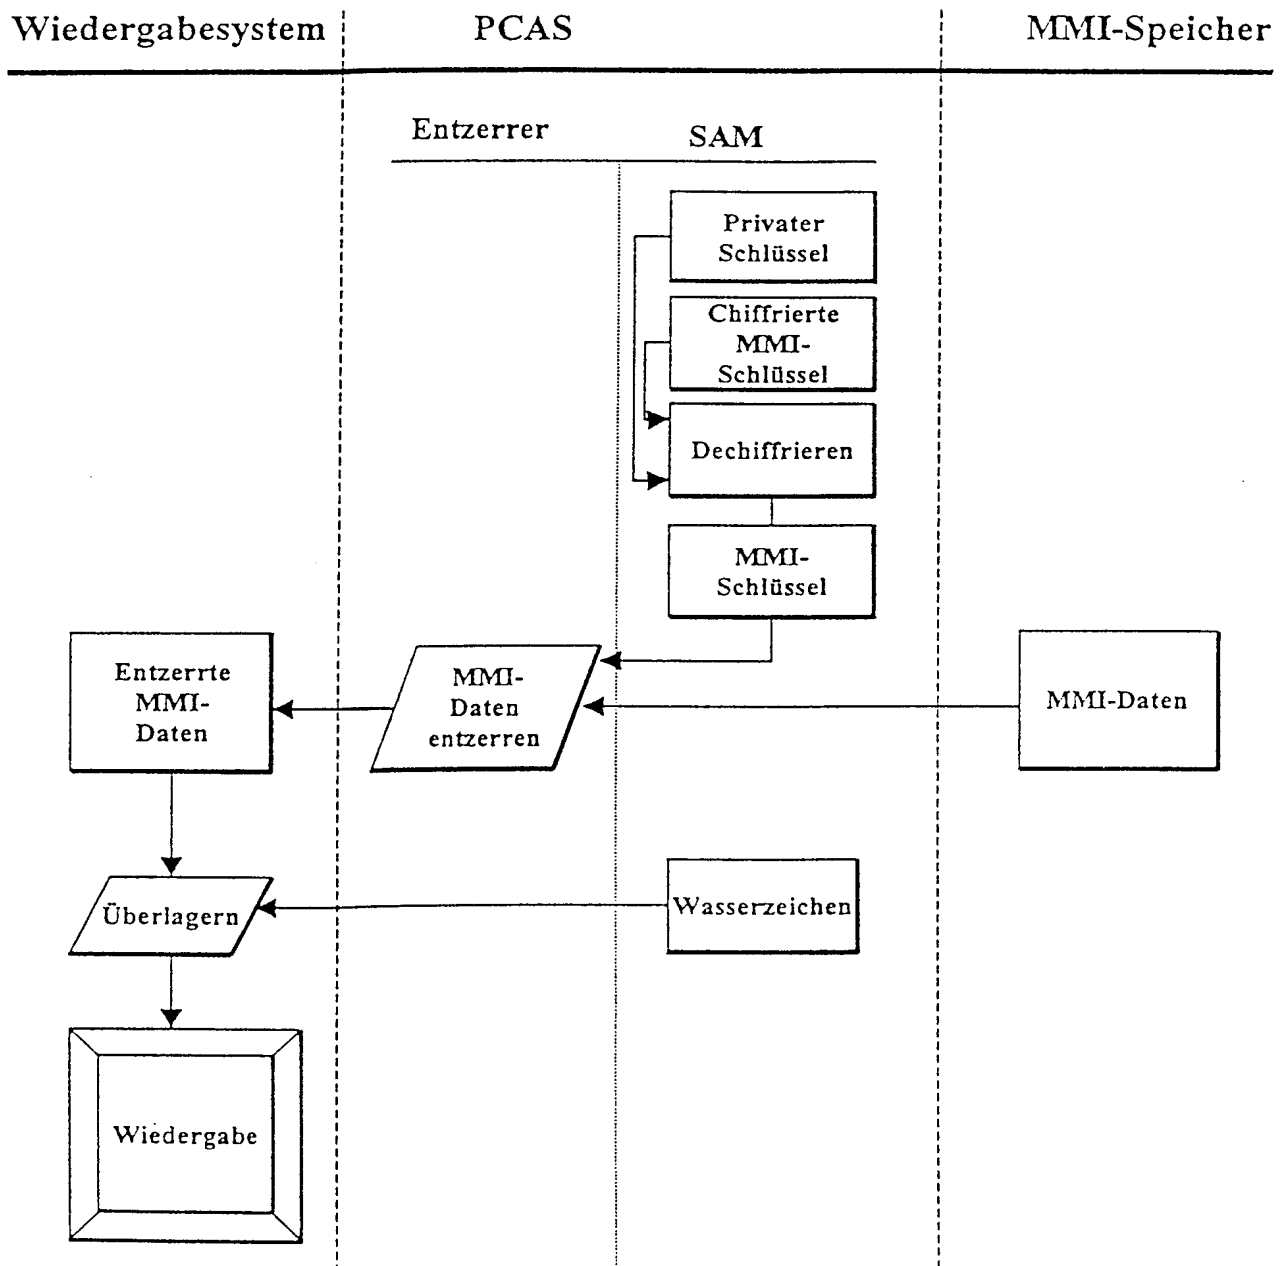 Wiedergabesystem
PCAS
MMI-Speicher
Entzerrer
SAM
Privater
Schlüssel
Chiffrierte
MMI-
Schlüssel
Dechiffrieren
MMI-
Schlüssel
Entzerrte
MMI-
Daten
MMI-
Daten
entzerren
MMI-Daten
Überlagern
Wasserzeichen
Wiedergabe